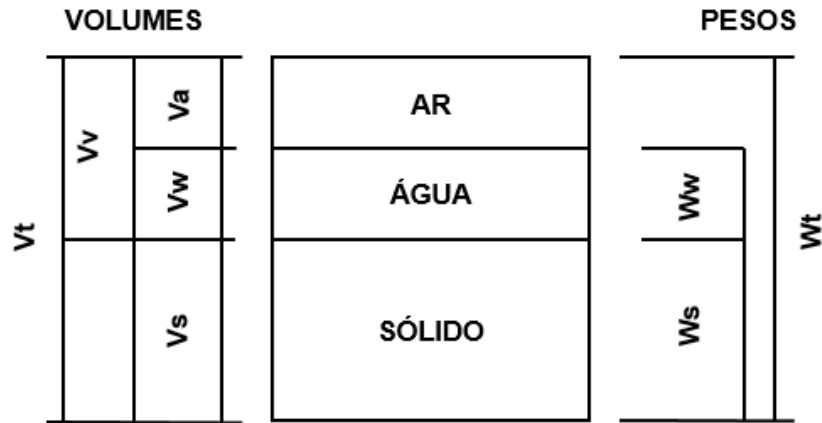 VOLUMES
PESOS
Vt
Vv
Va
Vw
Vs
AR
ÁGUA
SÓLIDO
Ww
Ws
Wt